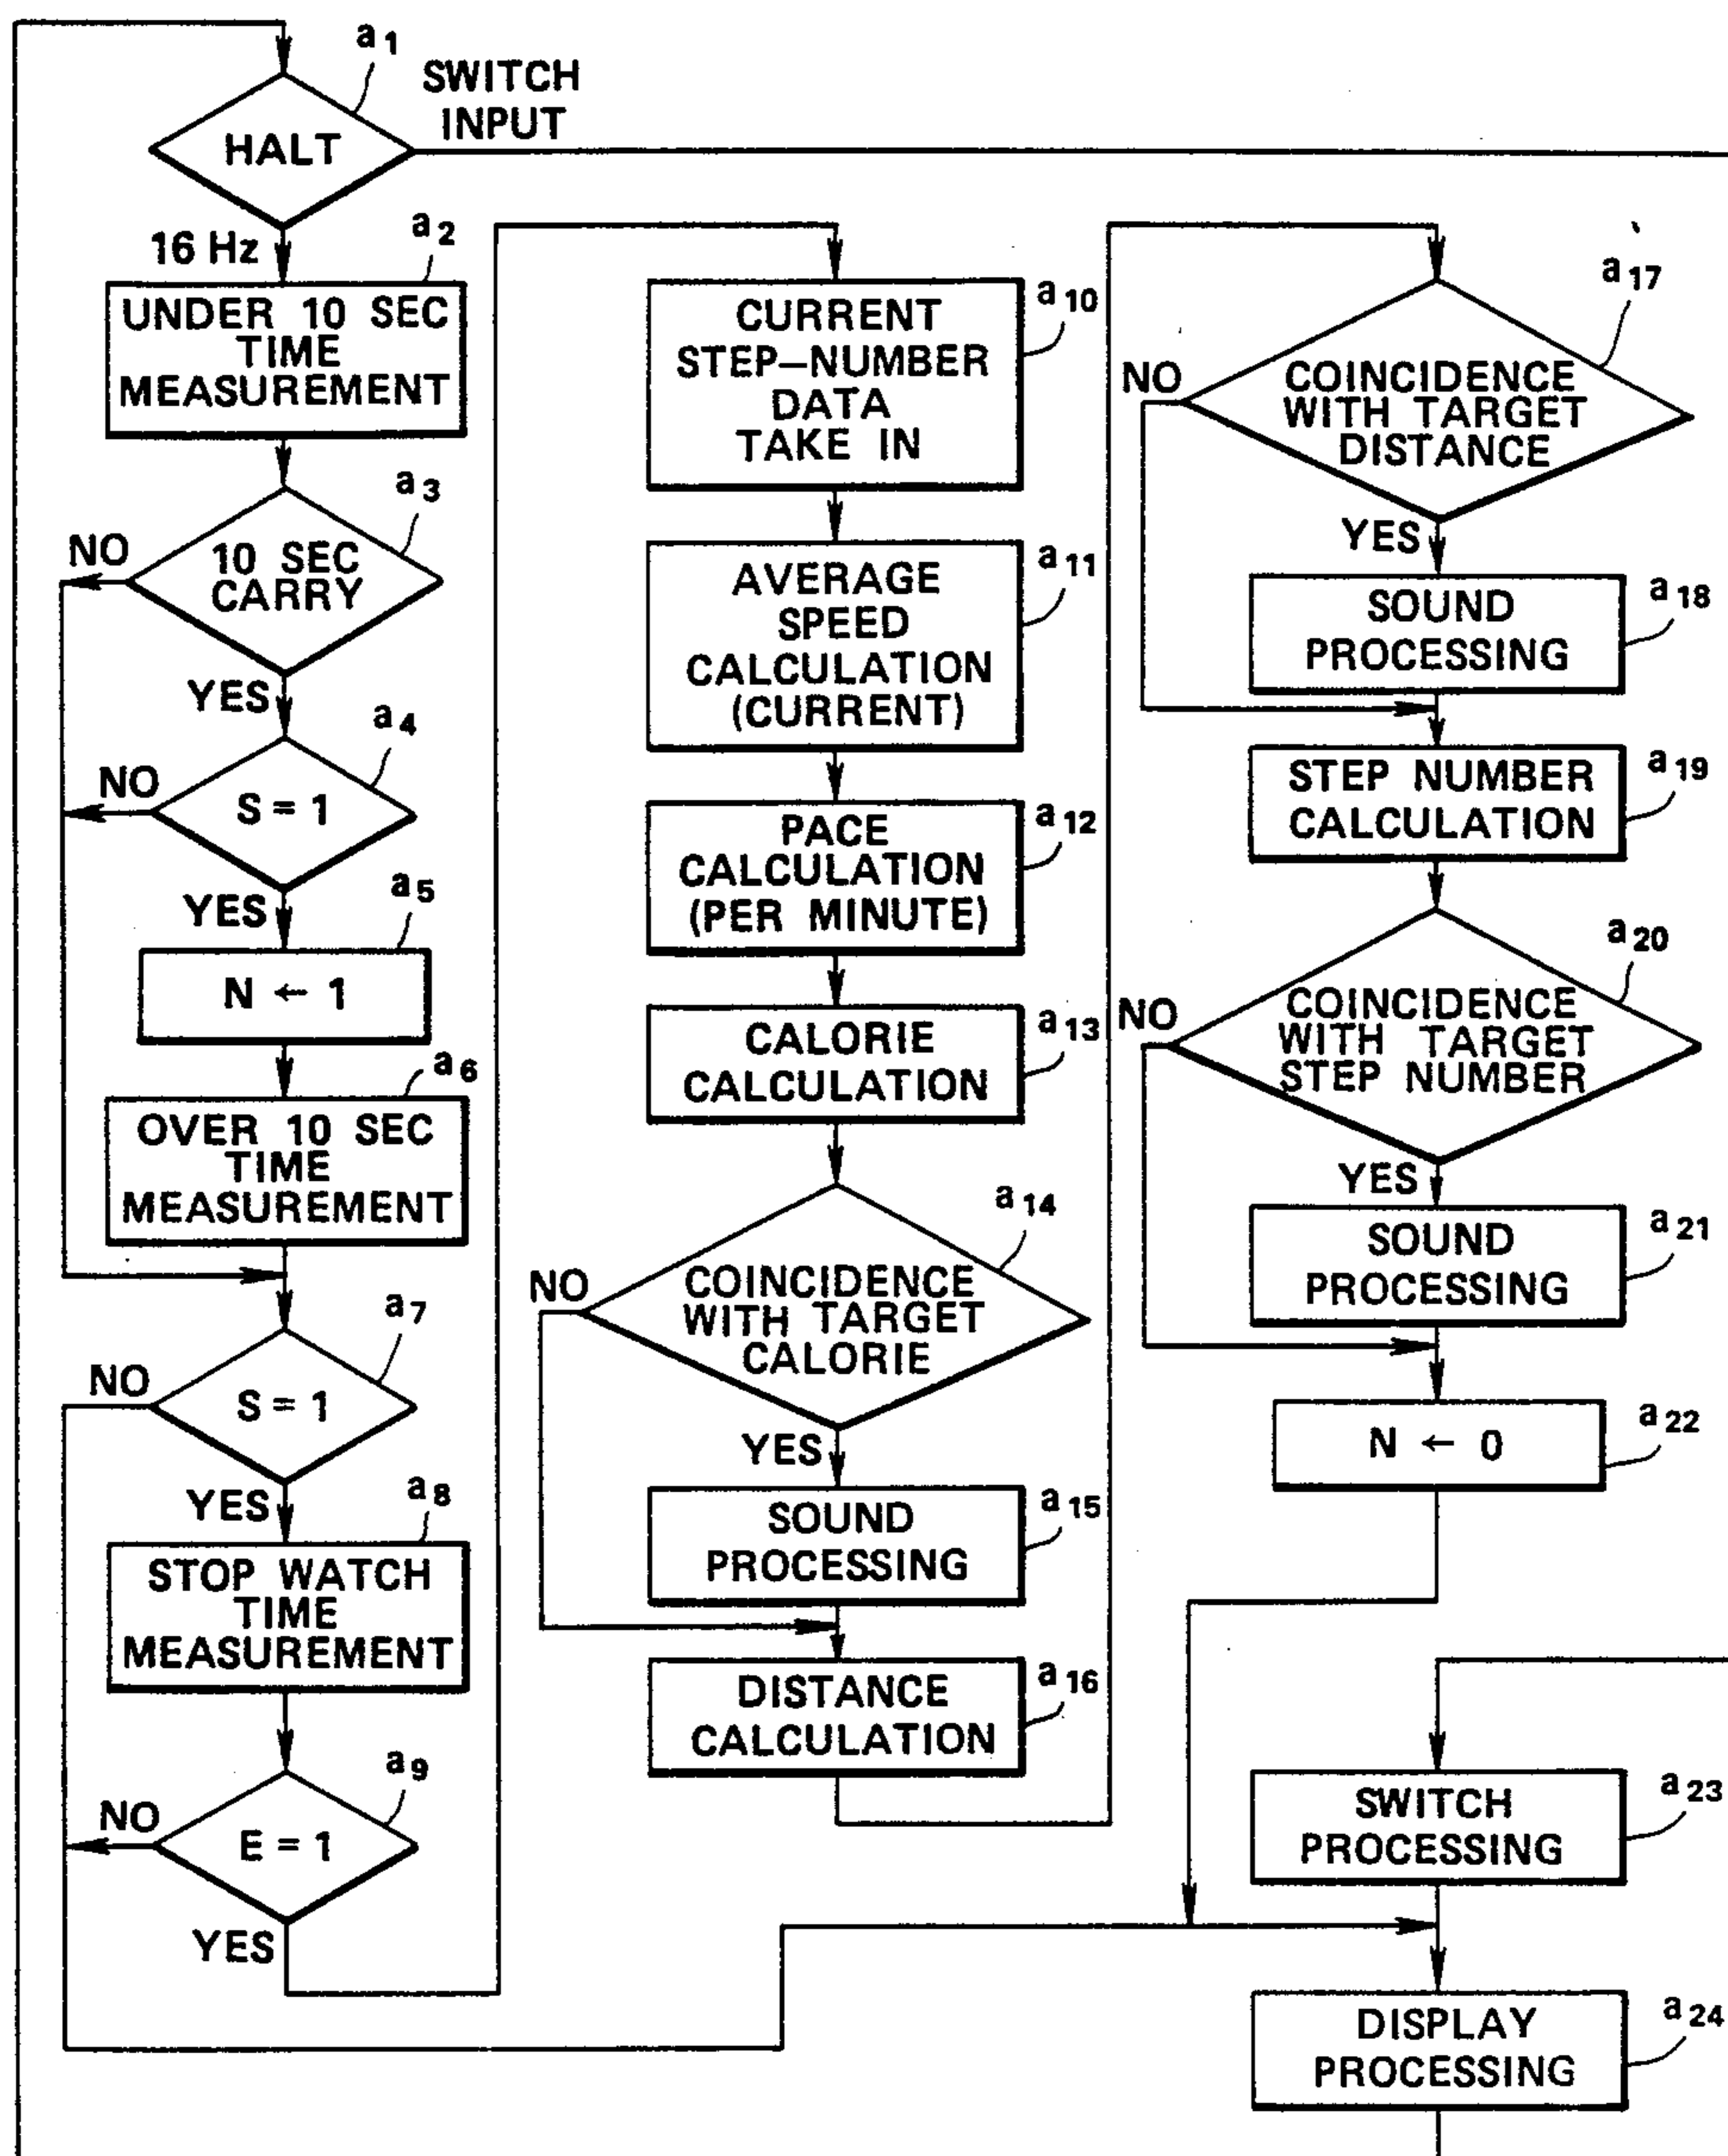 a1
SWITCH
INPUT
HALT
16 Hz
a2
UNDER 10 SEC
TIME
MEASUREMENT
a3
NO
10 SEC
CARRY
YES
a4
NO
S = 1
YES
a5
N ← 1
a6
OVER 10 SEC
TIME
MEASUREMENT
a7
NO
S = 1
YES
a8
STOP WATCH
TIME
MEASUREMENT
a9
NO
E = 1
YES
a10
CURRENT
STEP–NUMBER
DATA
TAKE IN
a11
AVERAGE
SPEED
CALCULATION
(CURRENT)
a12
PACE
CALCULATION
(PER MINUTE)
a13
CALORIE
CALCULATION
a14
NO
COINCIDENCE
WITH TARGET
CALORIE
YES
a15
SOUND
PROCESSING
a16
DISTANCE
CALCULATION
a17
NO
COINCIDENCE
WITH TARGET
DISTANCE
YES
a18
SOUND
PROCESSING
a19
STEP NUMBER
CALCULATION
a20
NO
COINCIDENCE
WITH TARGET
STEP NUMBER
YES
a21
SOUND
PROCESSING
a22
N ← 0
a23
SWITCH
PROCESSING
a24
DISPLAY
PROCESSING